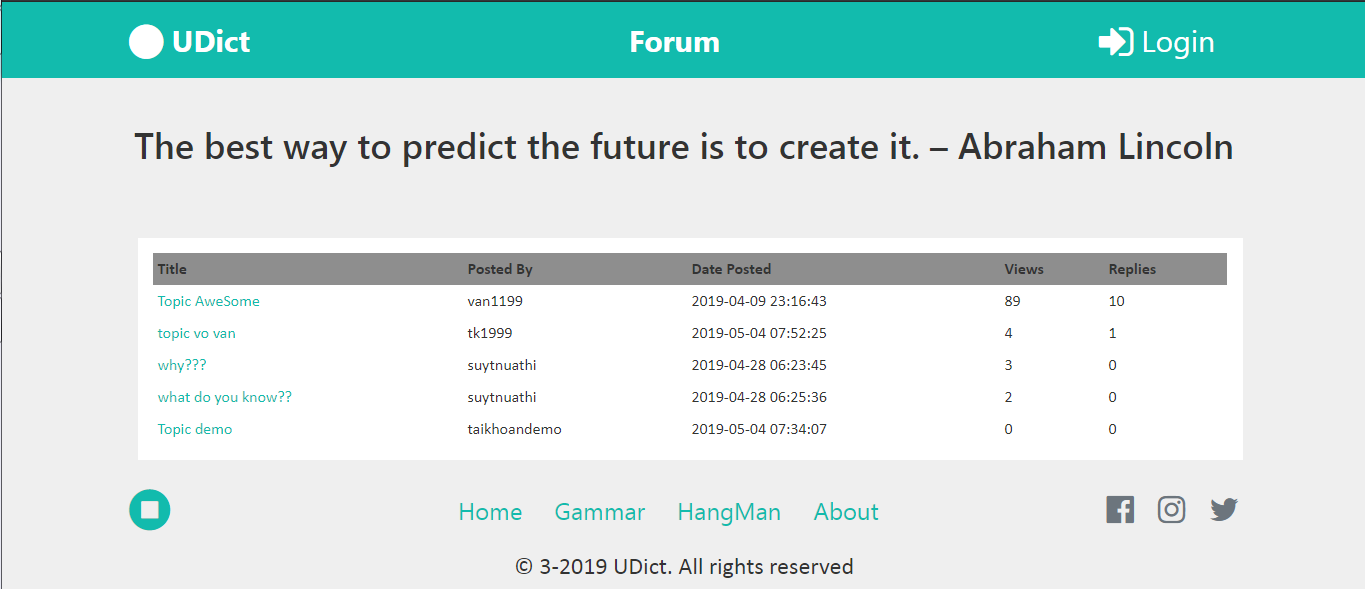 UDict Forum Login
The best way to predict the future is to create it. – Abraham Lincoln
Title Posted By Date Posted Views Replies
Topic AweSome van1199 2019-04-09 23:16:43 89 10
topic vo van tk1999 2019-05-04 07:52:25 4 1
why??? suytnuathi 2019-04-28 06:23:45 3 0
what do you know?? suytnuathi 2019-04-28 06:25:36 2 0
Topic demo taikhoandemo 2019-05-04 07:34:07 0 0
Home Gammar HangMan About
© 3-2019 UDict. All rights reserved